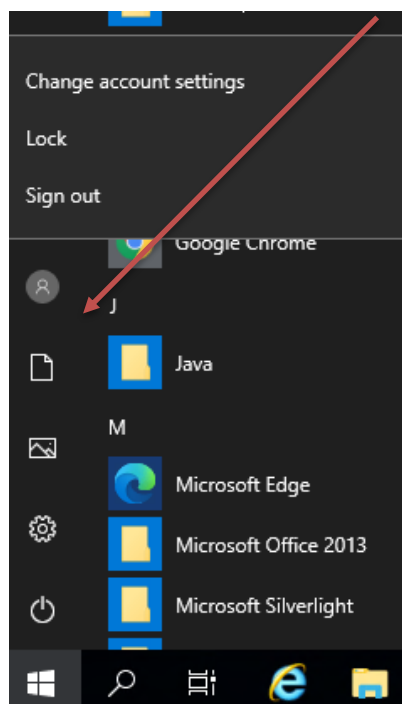 Change account settings
Lock
Sign out
Google Chrome
J
Java
M
Microsoft Edge
Microsoft Office 2013
Microsoft Silverlight